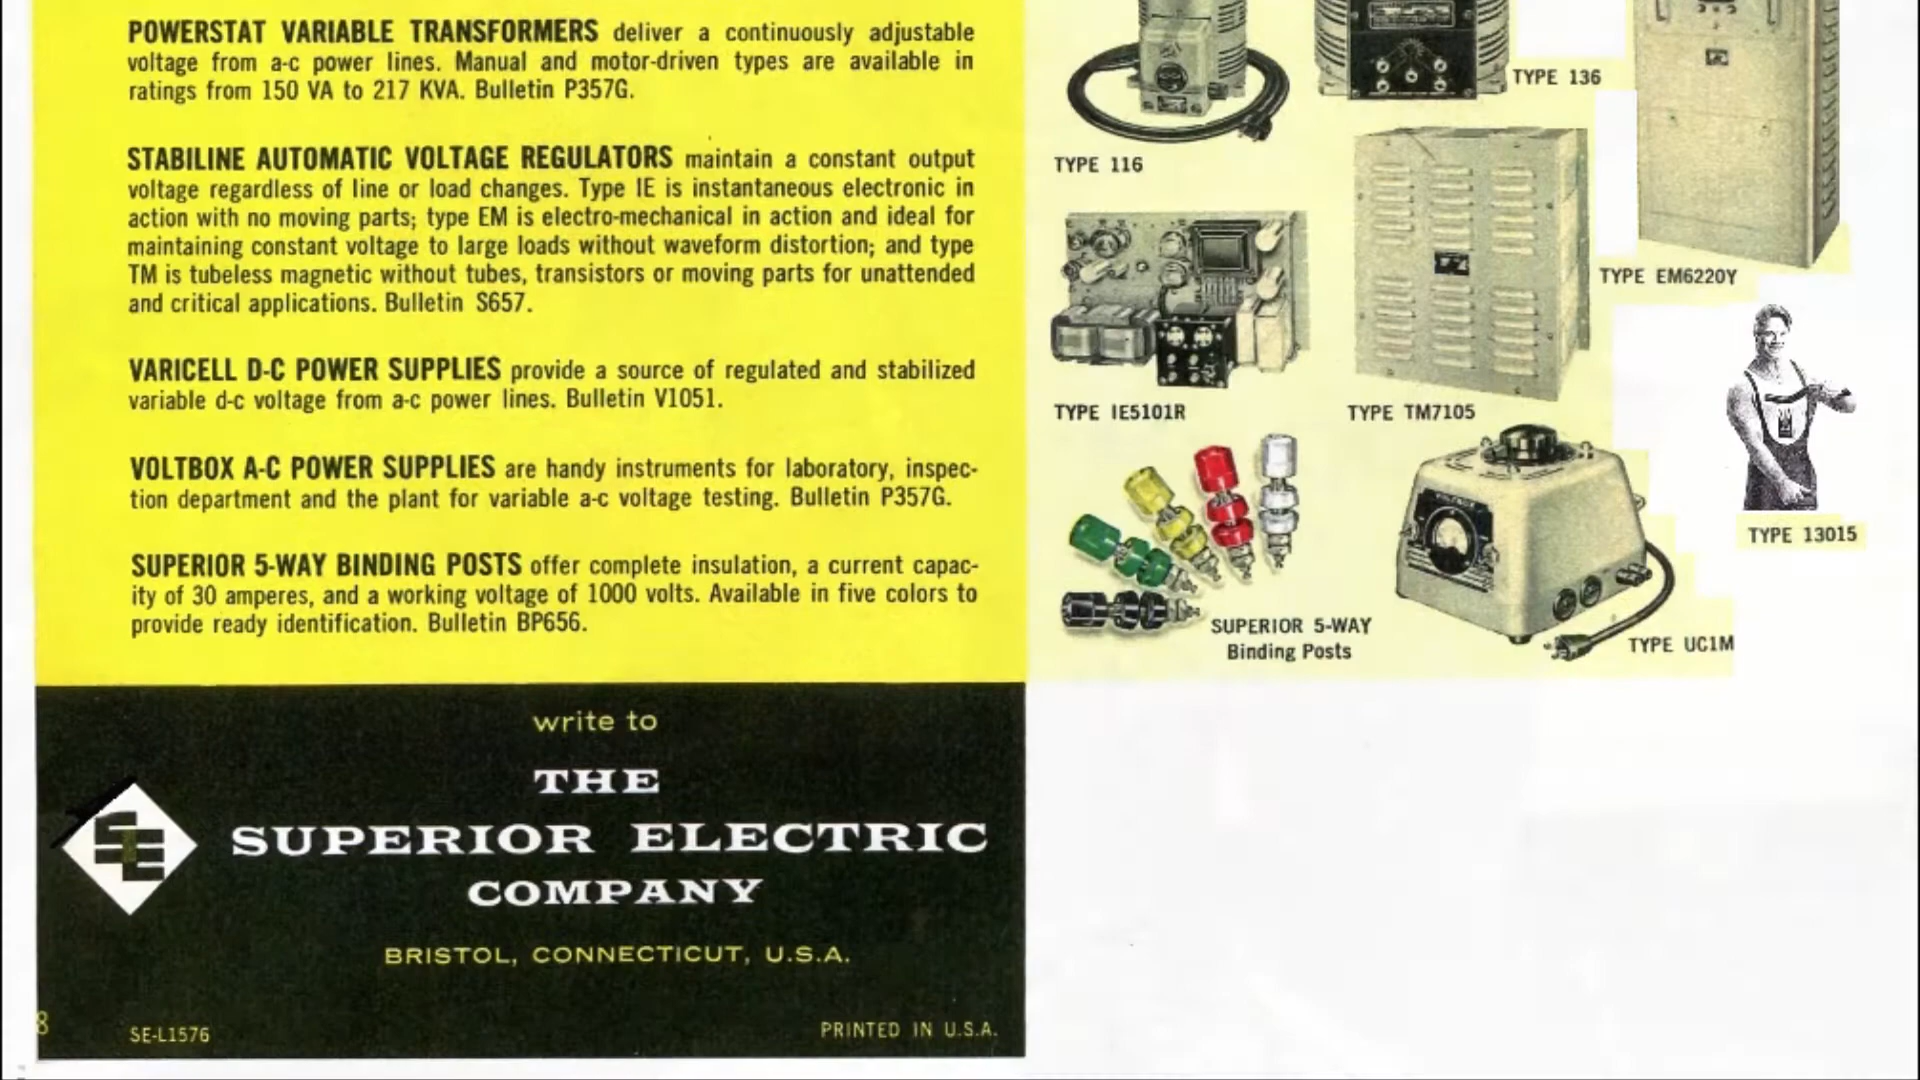 POWERSTAT VARIABLE TRANSFORMERS deliver a continuously adjustable
voltage from a-c power lines. Manual and motor-driven types are available in
ratings from 150 VA to 217 KVA. Bulletin P357G.
STABILINE AUTOMATIC VOLTAGE REGULATORS maintain a constant output
voltage regardless of line or load changes. Type IE is instantaneous electronic in
action with no moving parts; type EM is electro-mechanical in action and ideal for
maintaining constant voltage to large loads without waveform distortion; and type
TM is tubeless magnetic without tubes, transistors or moving parts for unattended
and critical applications. Bulletin S657.
VARICELL D-C POWER SUPPLIES provide a source of regulated and stabilized
variable d-c voltage from a-c power lines. Bulletin V1051.
VOLTBOX A-C POWER SUPPLIES are handy instruments for laboratory, inspec-
tion department and the plant for variable a-c voltage testing. Bulletin P357G.
SUPERIOR 5-WAY BINDING POSTS offer complete insulation, a current capac-
ity of 30 amperes, and a working voltage of 1000 volts. Available in five colors to
provide ready identification. Bulletin BP656.
write to
THE
SUPERIOR ELECTRIC
COMPANY
BRISTOL, CONNECTICUT, U.S.A.
8
SE-L1576
PRINTED IN U.S.A.
SE
TYPE 116
TYPE 136
TYPE EM6220Y
TYPE IE5101R
TYPE TM7105
TYPE 13015
SUPERIOR 5-WAY
Binding Posts
TYPE UC1M